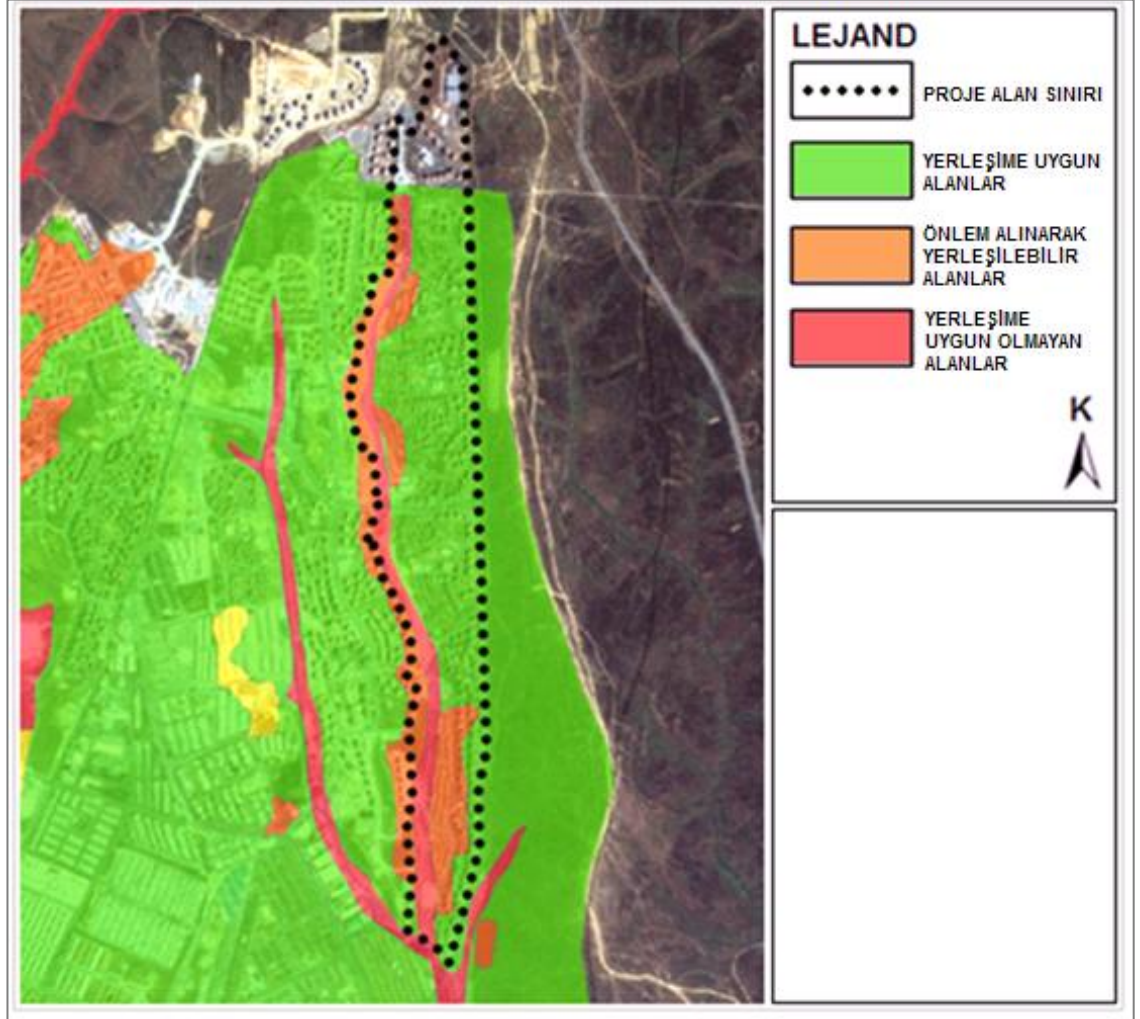 LEJAND
PROJE ALAN SINIRI
YERLEŞİME UYGUN
ALANLAR
ÖNLEM ALINARAK
YERLEŞİLEBİLİR
ALANLAR
YERLEŞİME
UYGUN OLMAYAN
ALANLAR
K